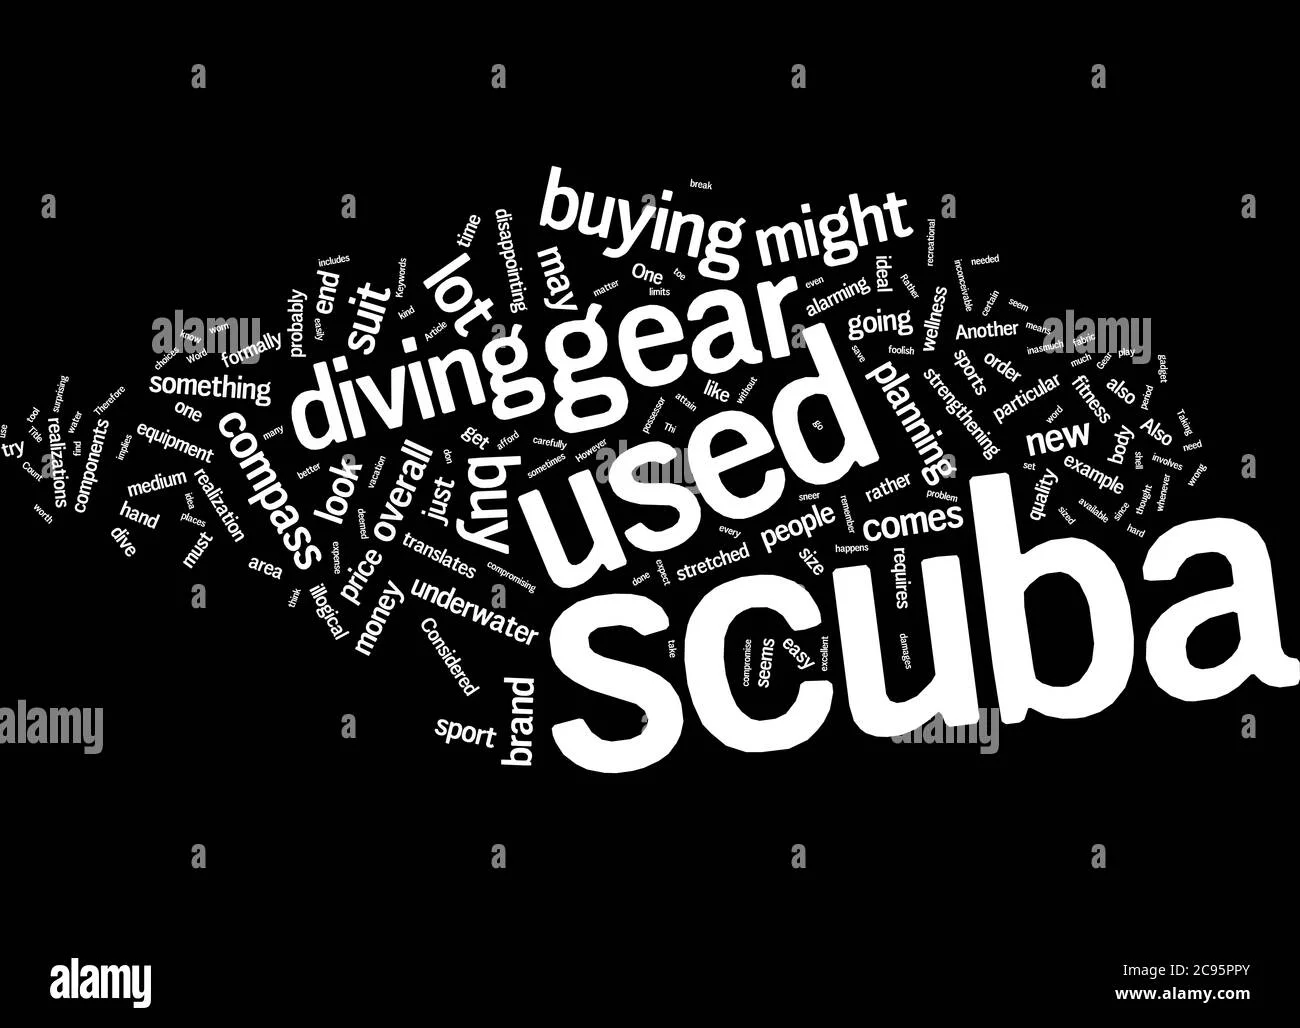 break
buying
might
recreational
time
disappointing
One
toe
may
matter
limits
even
alarming
ideal
Rather
inconceivable
needed
certain
includes
end
Keywords
lot
suit
probably
easily
kind
Article
gear
diving
going
wellness
Another
seem
means
know
worn
choices
Word
formally
save
foolish
sports
order
inasmuch
fabric
much
Gear
play
gadget
something
Therefore
surprising
planning
strengthening
particular
fitness
also
period
like
without
used
possessor
attain
Thi
go
one
many
compass
tool
use
Title
water
find
try
Count
realizations
components
implies
equipment
better
look
vacation
overall
don
get
afford
carefully
sometimes
However
buy
just
new
word
body
Also
Taking
need
shell
involves
wrong
set
example
quality
whenever
thought
since
available
sized
hard
medium
idea
realization
places
worth
hand
dive
must
area
deemed
expense
price
translates
compromising
rather
problem
sneer
remember
people
comes
every
stretched
size
happens
requires
expect
done
think
illogical
money
underwater
scuba
Considered
take
compromise
seems
easy
excellent
damages
sport
brand
a a a a
a a a a a
alamy
alamy
a a a a
alamy
a a a
alamy
a a a a
alamy
Image ID: 2C95PPY
www.alamy.com